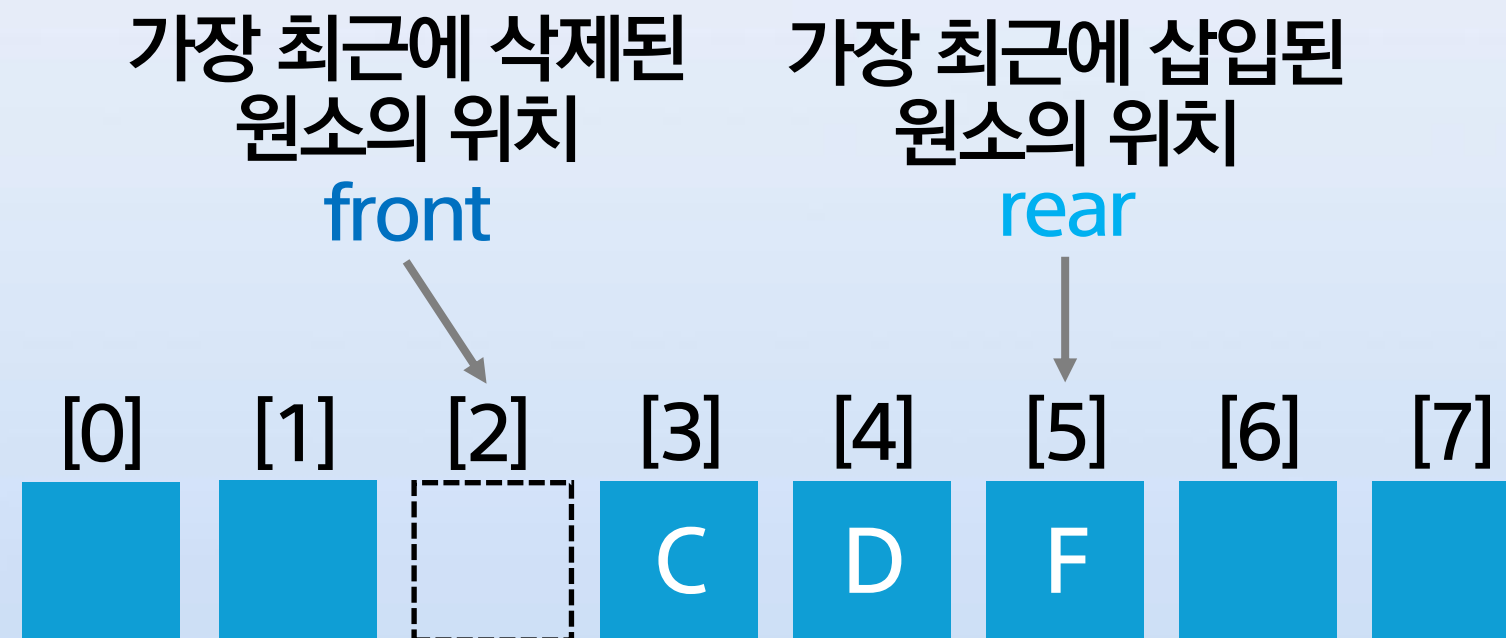 가장 최근에 삭제된
원소의 위치
front
가장 최근에 삽입된
원소의 위치
rear
[0] [1] [2] [3] [4] [5] [6] [7]
C D F